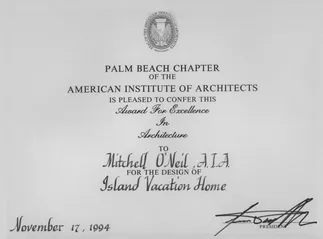 PALM BEACH CHAPTER
OF THE
AMERICAN INSTITUTE OF ARCHITECTS
IS PLEASED TO CONFER THIS
Award For Excellence
In
Architecture
TO
Mitchell O'Neil, A.I.A.
FOR THE DESIGN OF
Island Vacation Home
November 17, 1994
PRESIDENT